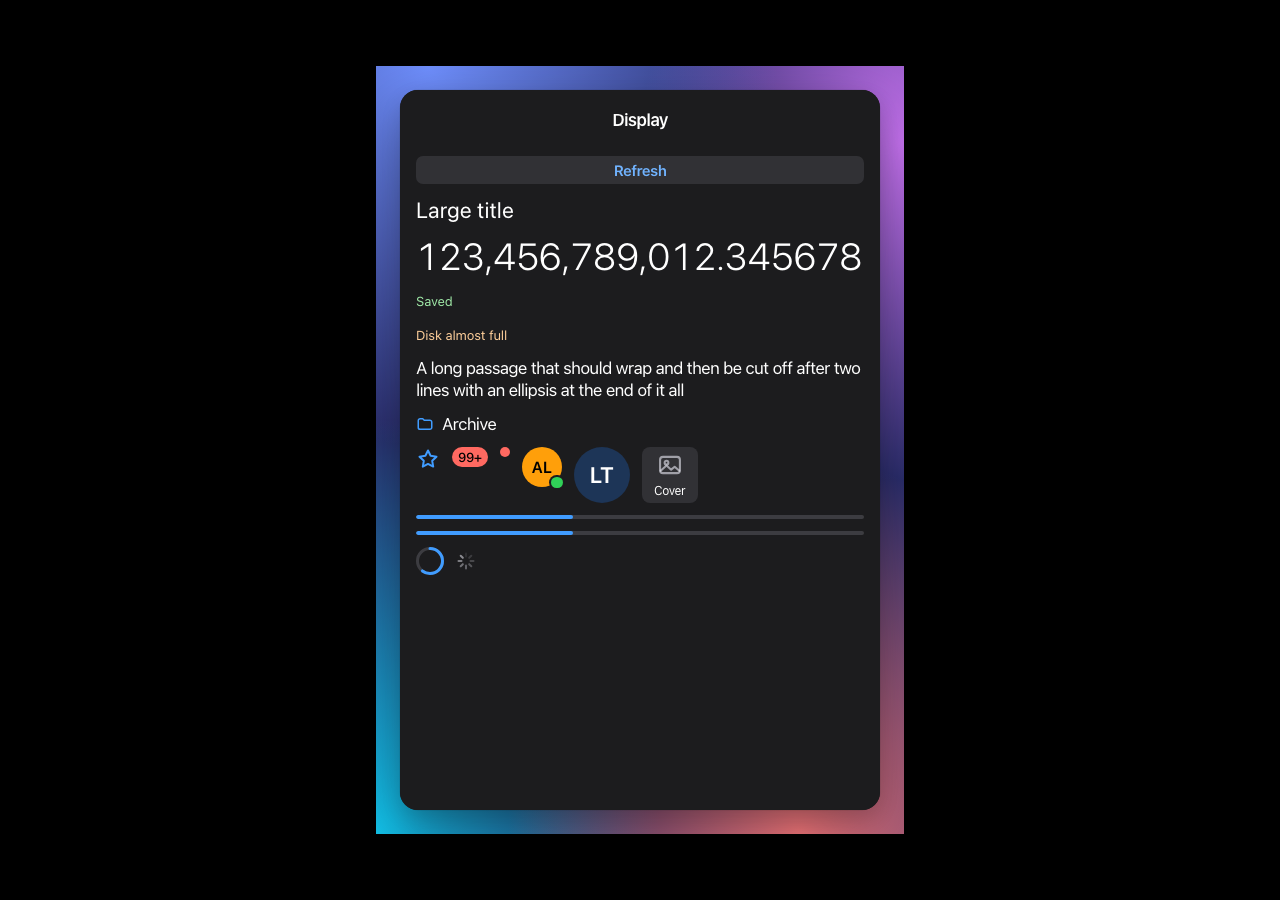 Display
Refresh
Large title
123,456,789,012.345678
Saved
Disk almost full
A long passage that should wrap and then be cut off after two
lines with an ellipsis at the end of it all
Archive
99+
AL
LT
Cover